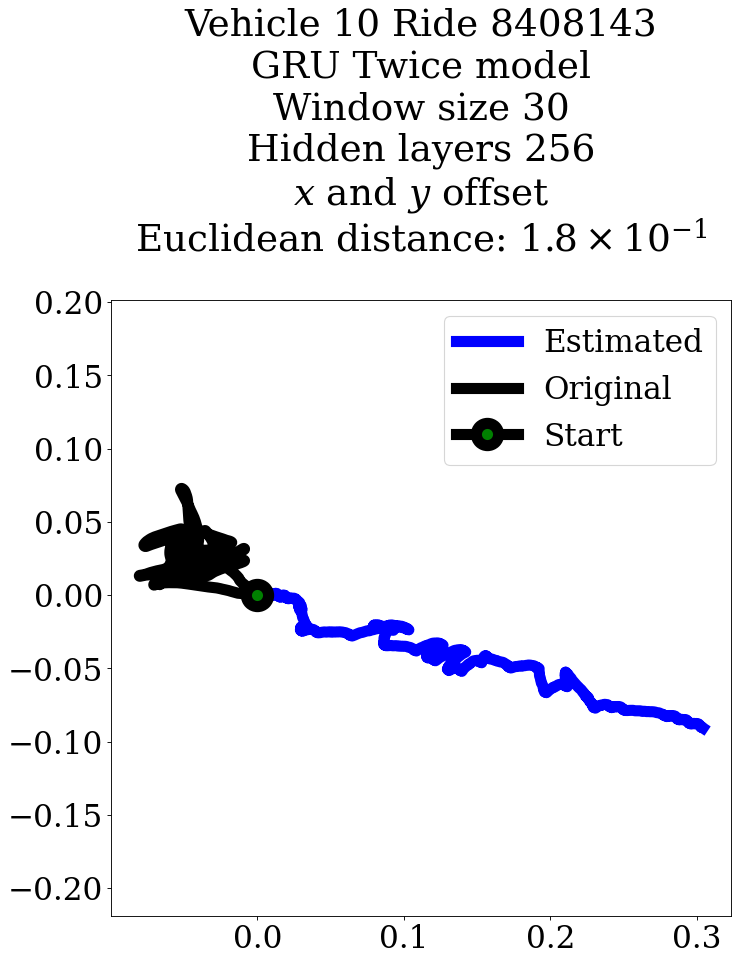 Vehicle 10 Ride 8408143
GRU Twice model
Window size 30
Hidden layers 256
x and y offset
Euclidean distance: 1.8 × 10⁻¹
Estimated
Original
Start
0.20
0.15
0.10
0.05
0.00
−0.05
−0.10
−0.15
−0.20
0.0 0.1 0.2 0.3